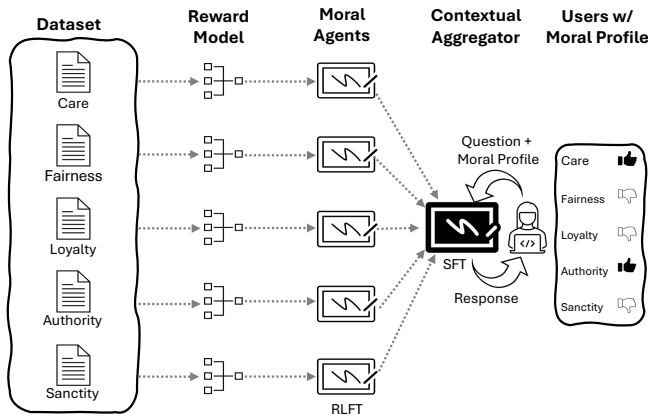 Dataset
Reward
Model
Moral
Agents
Contextual
Aggregator
Users w/
Moral Profile
Care
Fairness
Loyalty
Authority
Sanctity
RLFT
Question +
Moral Profile
</>
SFT
Response
Care
Fairness
Loyalty
Authority
Sanctity